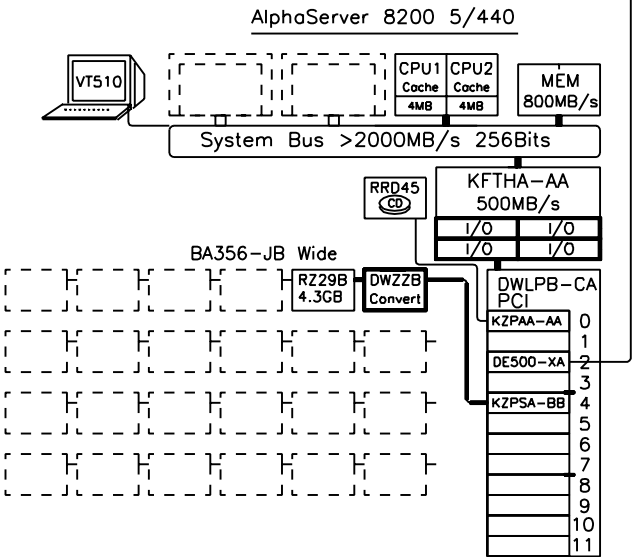 AlphaServer 8200 5/440
VT510
CPU1 CPU2
Cache Cache
4MB 4MB
MEM
800MB/s
System Bus >2000MB/s 256Bits
KFTHA-AA
500MB/s
I/O I/O
I/O I/O
RRD45
CD
BA356-JB Wide
RZ29B
4.3GB
DWZZB
Convert
DWLPB-CA
PCI
KZPAA-AA 0
1
DE500-XA 2
3
KZPSA-BB 4
5
6
7
8
9
10
11